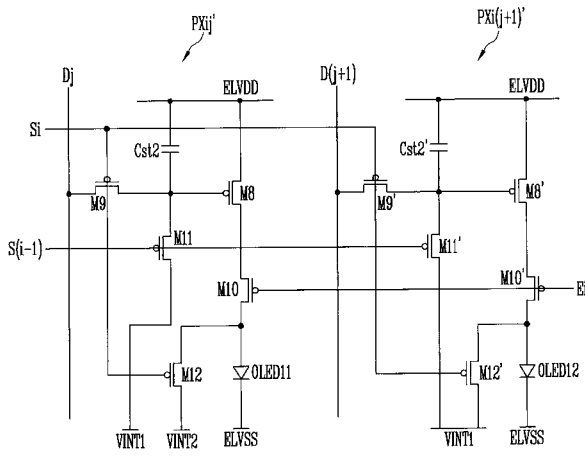 PXij'
PXi(j+1)'
Dj
D(j+1)
ELVDD
ELVDD
Si
Cst2
Cst2'
M9
M8
M9'
M8'
S(i-1)
M11
M11'
M10
M10'
Ei
M12
OLED11
M12'
OLED12
VINT1
VINT2
ELVSS
VINT1
ELVSS